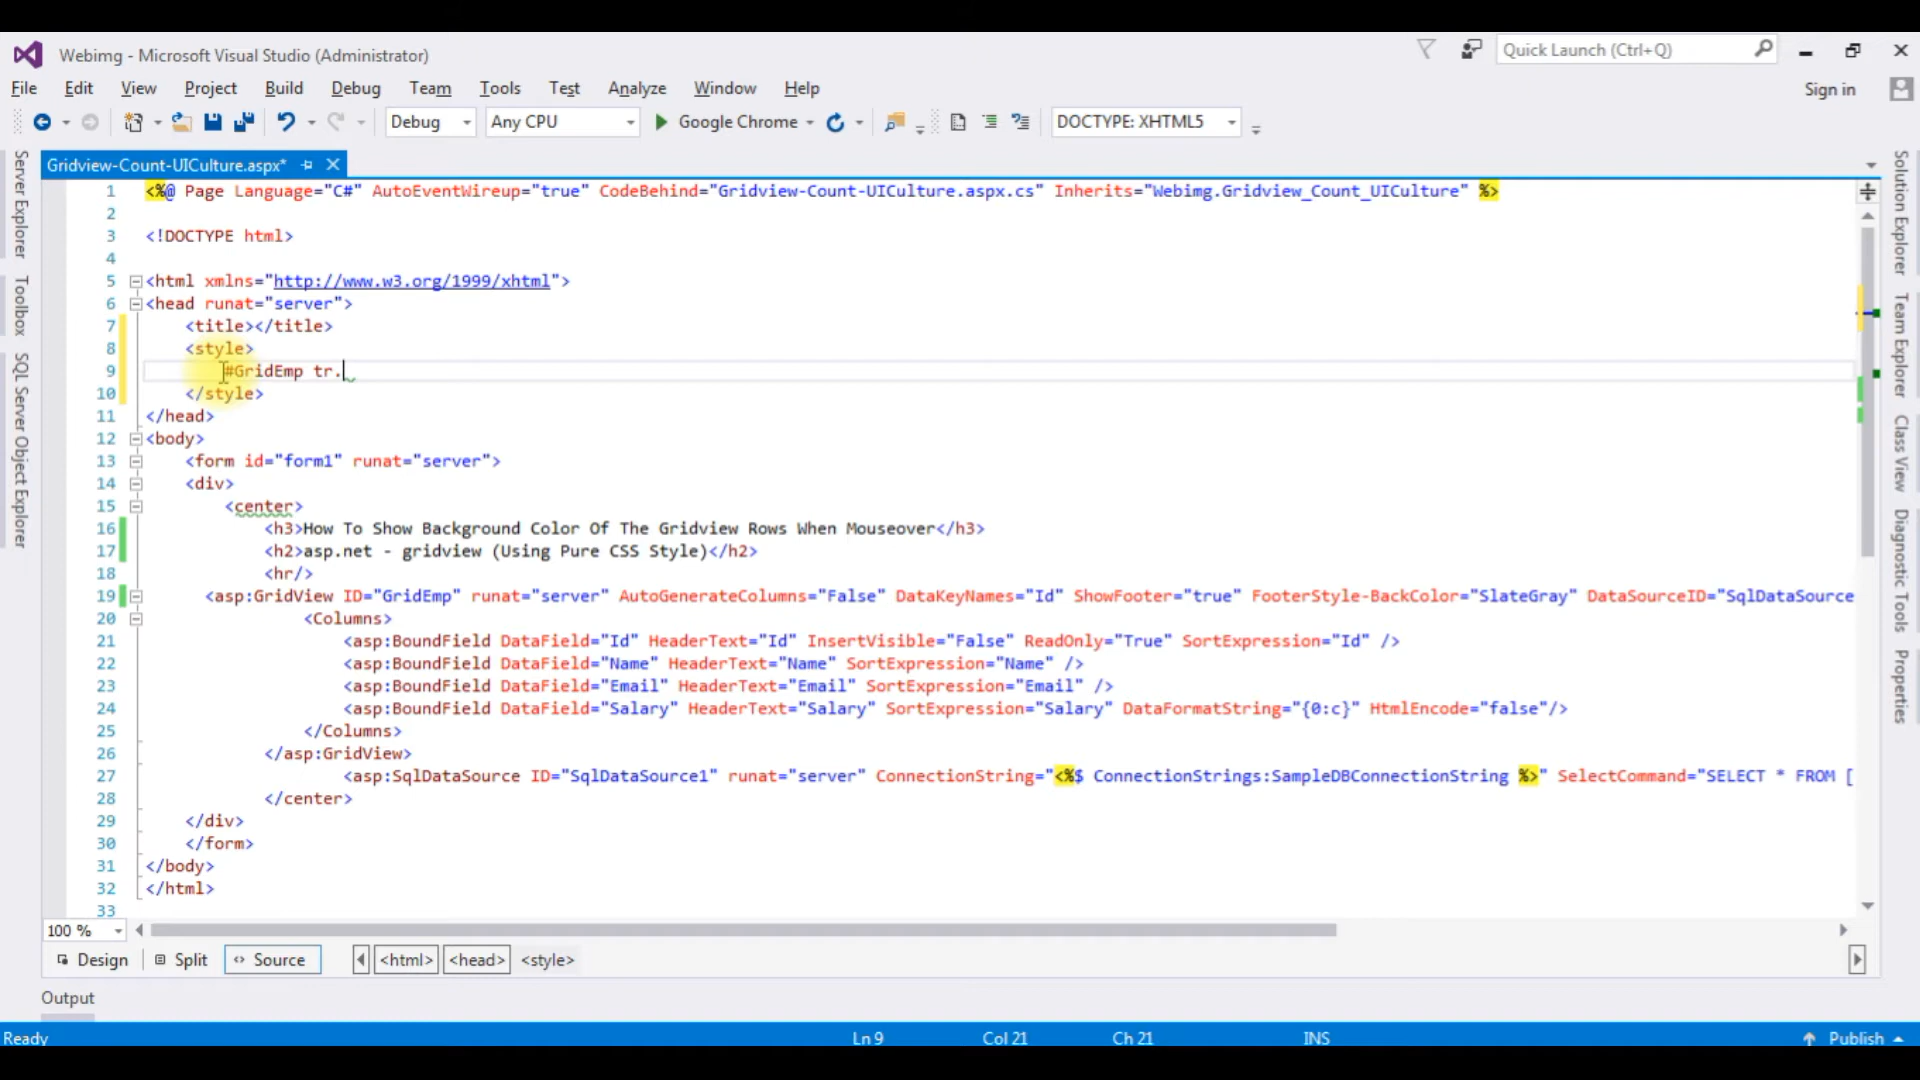 Webimg - Microsoft Visual Studio (Administrator)
Quick Launch (Ctrl+Q)
File Edit View Project Build Debug Team Tools Test Analyze Window Help
Sign in
Debug Any CPU Google Chrome DOCTYPE: XHTML5
Gridview-Count-UICulture.aspx*
1 <%@ Page Language="C#" AutoEventWireup="true" CodeBehind="Gridview-Count-UICulture.aspx.cs" Inherits="Webimg.Gridview_Count_UICulture" %>
2
3 <!DOCTYPE html>
4
5 <html xmlns="http://www.w3.org/1999/xhtml">
6 <head runat="server">
7 <title></title>
8 <style>
9 #GridEmp tr.
10 </style>
11 </head>
12 <body>
13 <form id="form1" runat="server">
14 <div>
15 <center>
16 <h3>How To Show Background Color Of The Gridview Rows When Mouseover</h3>
17 <h2>asp.net - gridview (Using Pure CSS Style)</h2>
18 <hr/>
19 <asp:GridView ID="GridEmp" runat="server" AutoGenerateColumns="False" DataKeyNames="Id" ShowFooter="true" FooterStyle-BackColor="SlateGray" DataSourceID="SqlDataSource
20 <Columns>
21 <asp:BoundField DataField="Id" HeaderText="Id" InsertVisible="False" ReadOnly="True" SortExpression="Id" />
22 <asp:BoundField DataField="Name" HeaderText="Name" SortExpression="Name" />
23 <asp:BoundField DataField="Email" HeaderText="Email" SortExpression="Email" />
24 <asp:BoundField DataField="Salary" HeaderText="Salary" SortExpression="Salary" DataFormatString="{0:c}" HtmlEncode="false"/>
25 </Columns>
26 </asp:GridView>
27 <asp:SqlDataSource ID="SqlDataSource1" runat="server" ConnectionString="<%$ ConnectionStrings:SampleDBConnectionString %>" SelectCommand="SELECT * FROM [
28 </center>
29 </div>
30 </form>
31 </body>
32 </html>
33
100 %
Design Split Source <html> <head> <style>
Output
Ready Ln 9 Col 21 Ch 21 INS Publish
Server Explorer
Toolbox
SQL Server Object Explorer
Solution Explorer
Team Explorer
Class View
Diagnostic Tools
Properties